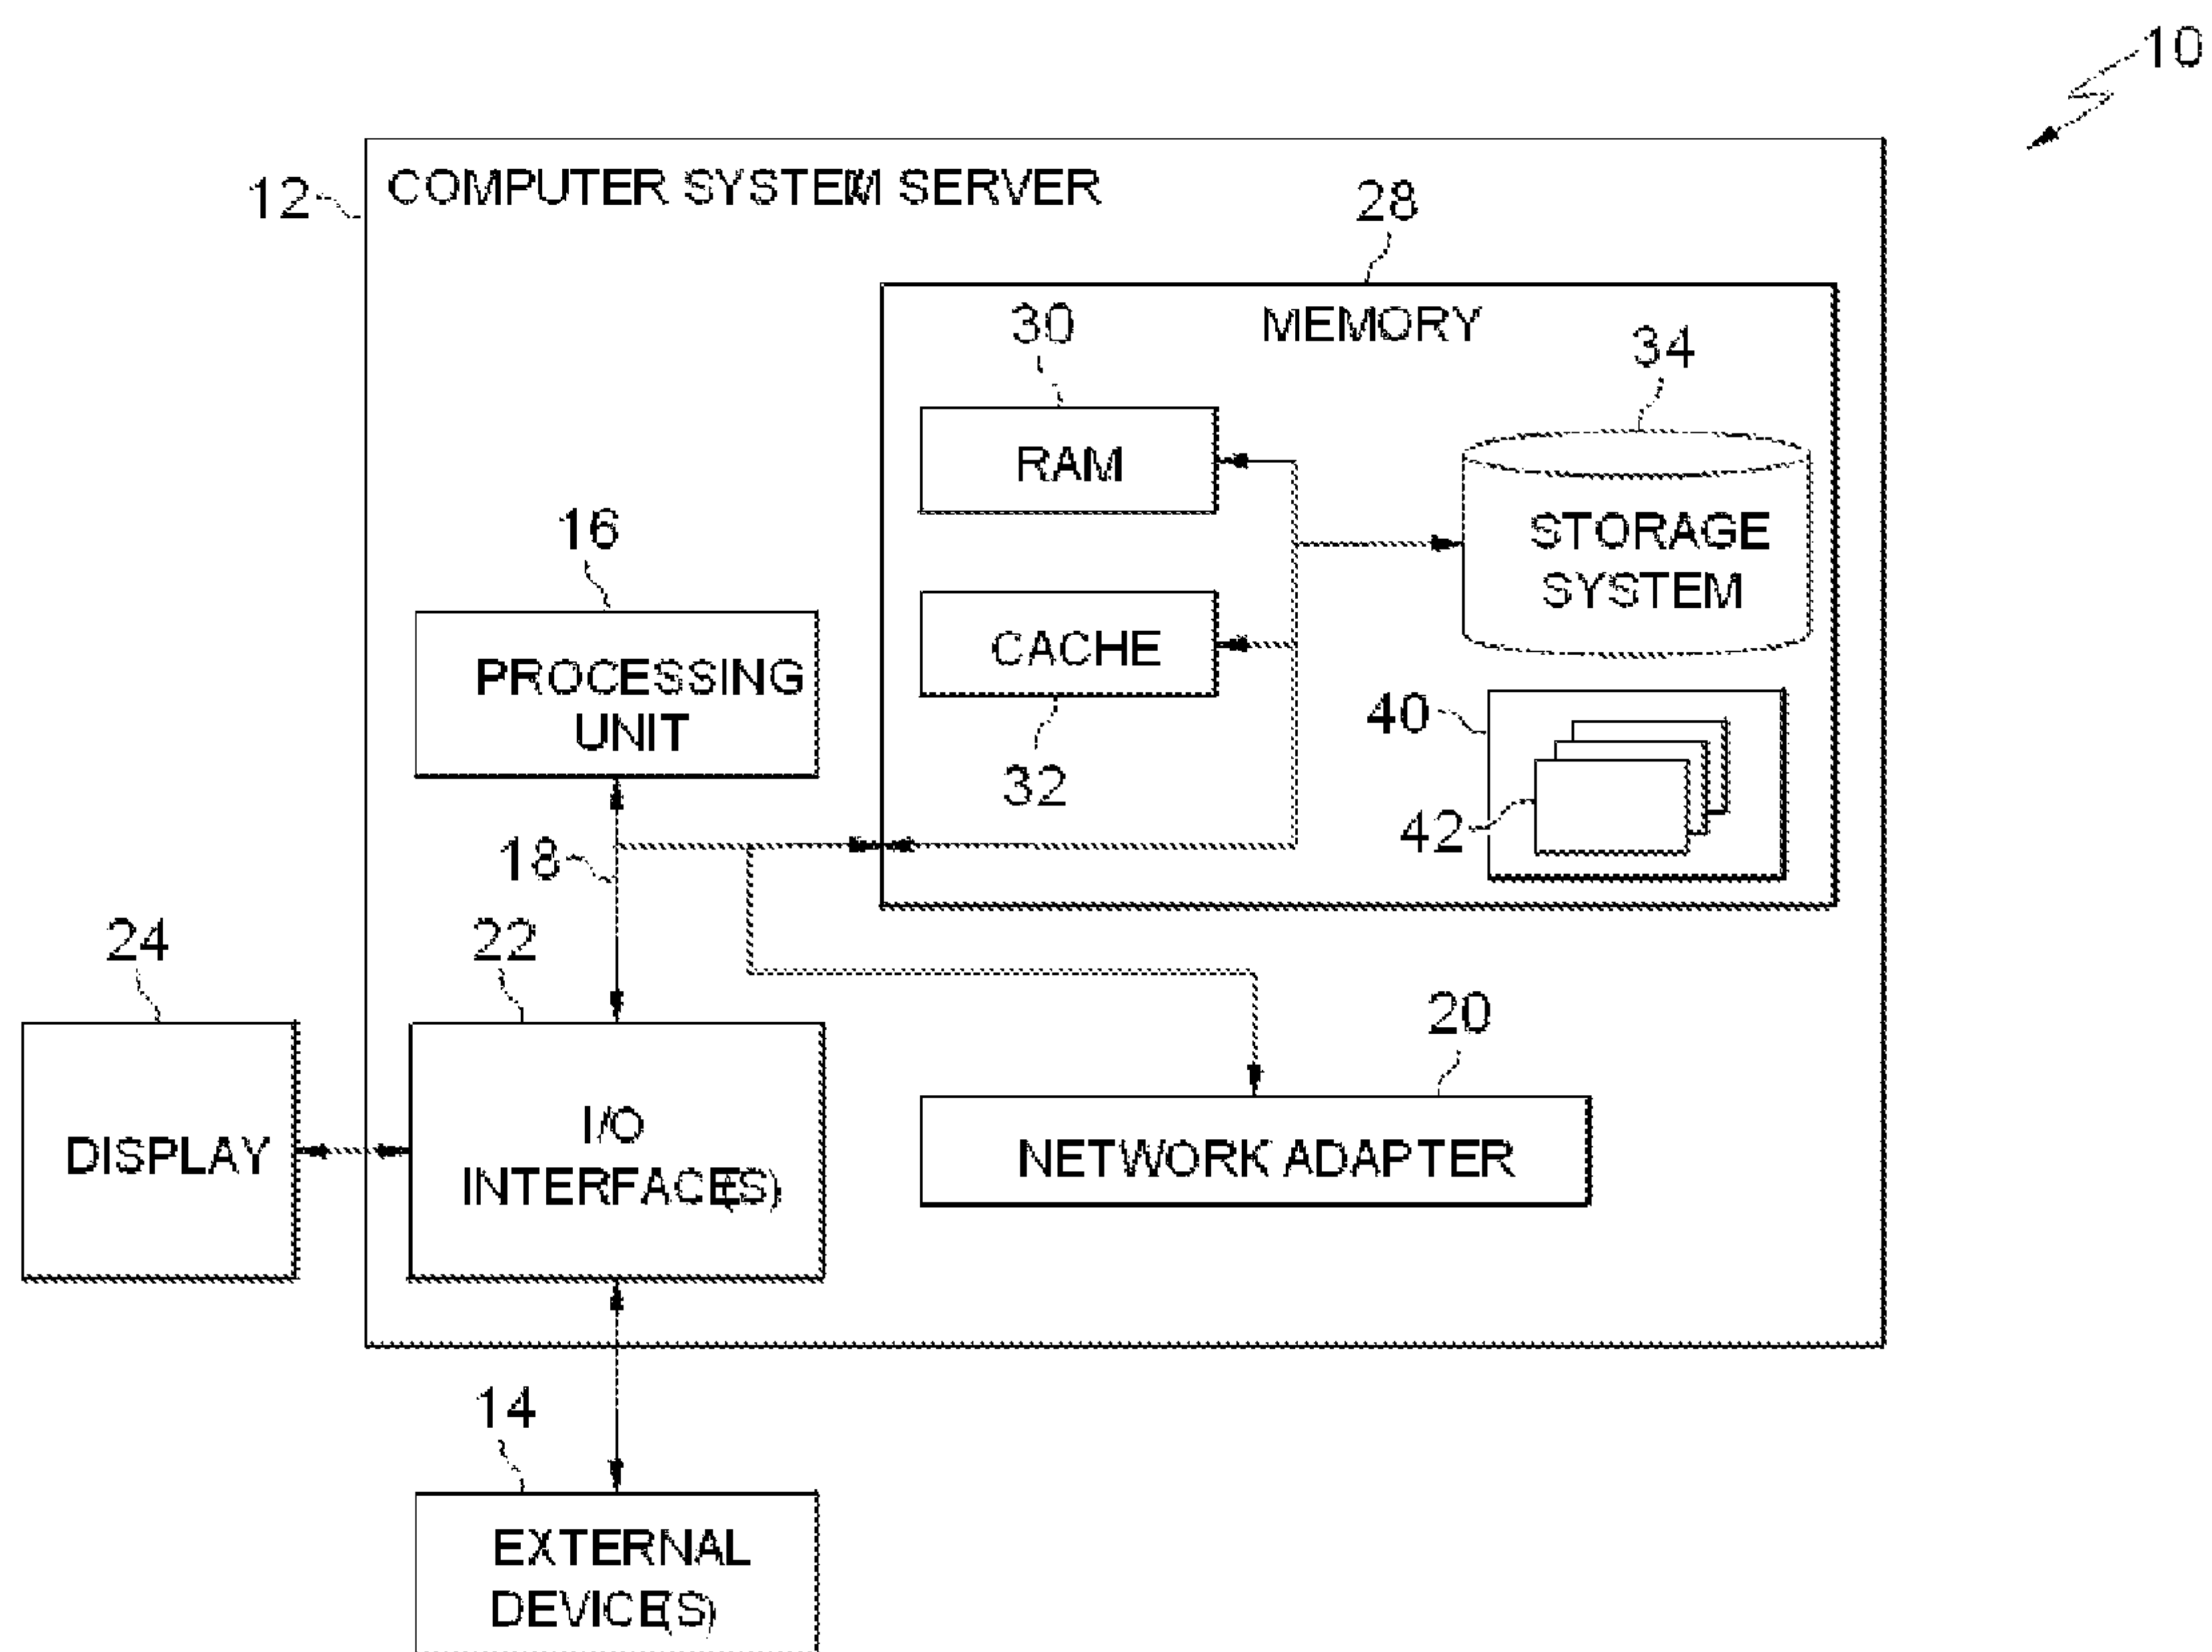 10
12
COMPUTER SYSTEM SERVER
28
MEMORY
30
34
RAM
STORAGE
SYSTEM
16
PROCESSING
UNIT
CACHE
32
40
42
18
24
22
20
DISPLAY
I/O
INTERFACE(S)
NETWORK ADAPTER
14
EXTERNAL
DEVICE(S)